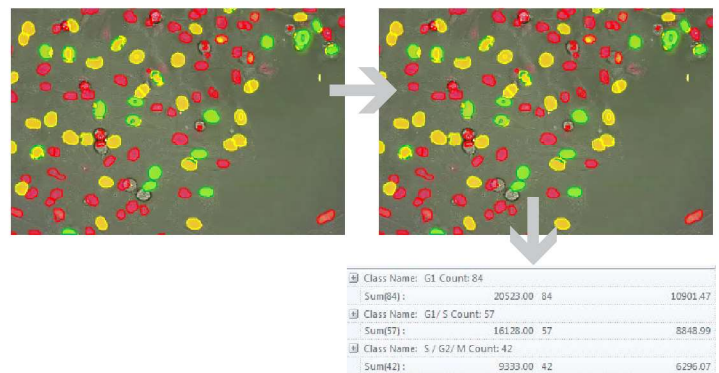 Class Name: G1 Count: 84
Sum(84) : 20523.00 84 10901.47
Class Name: G1/ S Count: 57
Sum(57) : 16128.00 57 8848.99
Class Name: S / G2/ M Count: 42
Sum(42) : 9333.00 42 6296.07